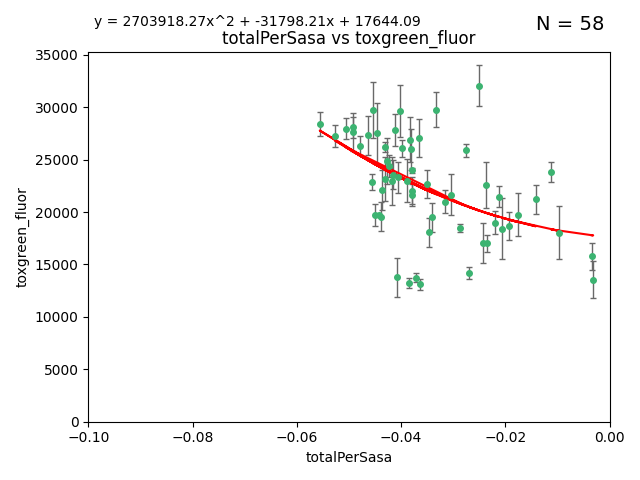 y = 2703918.27x^2 + -31798.21x + 17644.09
N = 58
totalPerSasa vs toxgreen_fluor
35000
30000
25000
20000
15000
10000
5000
0
toxgreen_fluor
−0.10
−0.08
−0.06
−0.04
−0.02
0.00
totalPerSasa